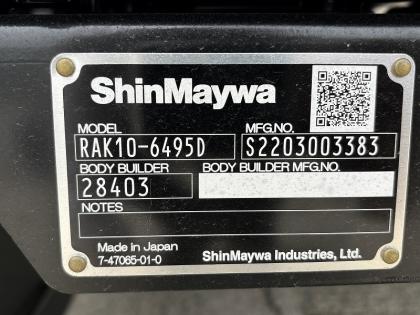 ShinMaywa
MODEL MFG.NO.
RAK10-6495D S2203003383
BODY BUILDER BODY BUILDER MFG.NO.
28403
NOTES
Made in Japan
7-47065-01-0 ShinMaywa Industries, Ltd.